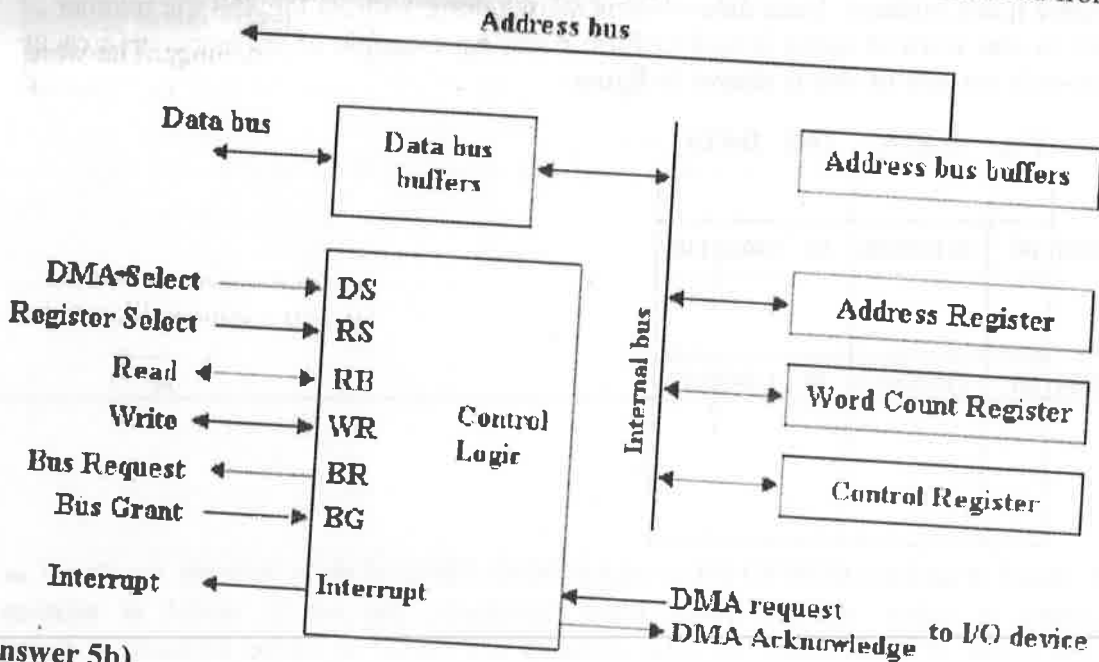 Address bus
Data bus
Data bus
buffers
Address bus buffers
DMA-Select
DS
Register Select
RS
Read
RB
Write
WR
Bus Request
BR
Bus Grant
BG
Interrupt
Interrupt
Control
Logic
Internal bus
Address Register
Word Count Register
Control Register
DMA request
DMA Acknowledge
to I/O device
nswer 5b)